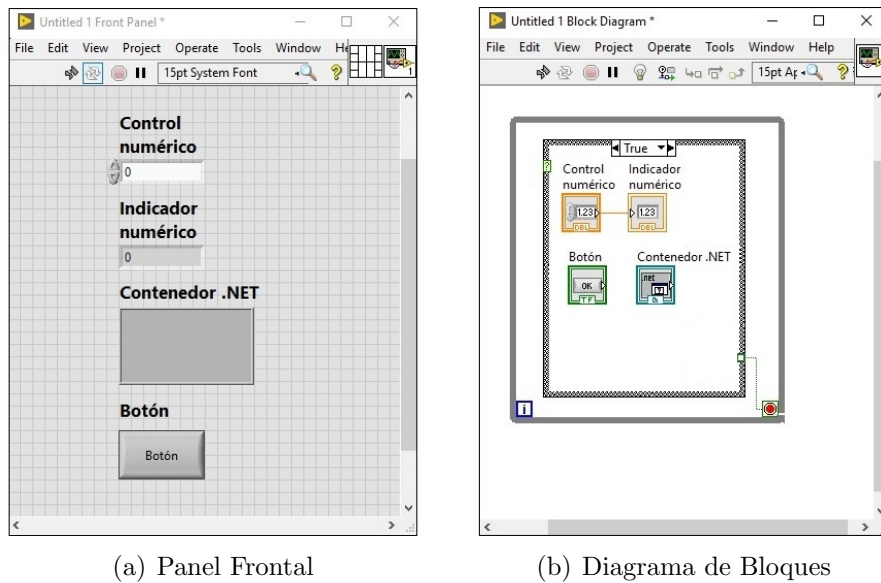 Untitled 1 Front Panel *
File Edit View Project Operate Tools Window He
15pt System Font
1
Control
numérico
0
Indicador
numérico
0
Contenedor .NET
Botón
Botón
(a) Panel Frontal
Untitled 1 Block Diagram *
File Edit View Project Operate Tools Window Help
15pt Ap
True
?
Control
numérico
Indicador
numérico
1.23
1.23
DBL
DBL
Botón
Contenedor .NET
OK
.net
?
TF
i
(b) Diagrama de Bloques